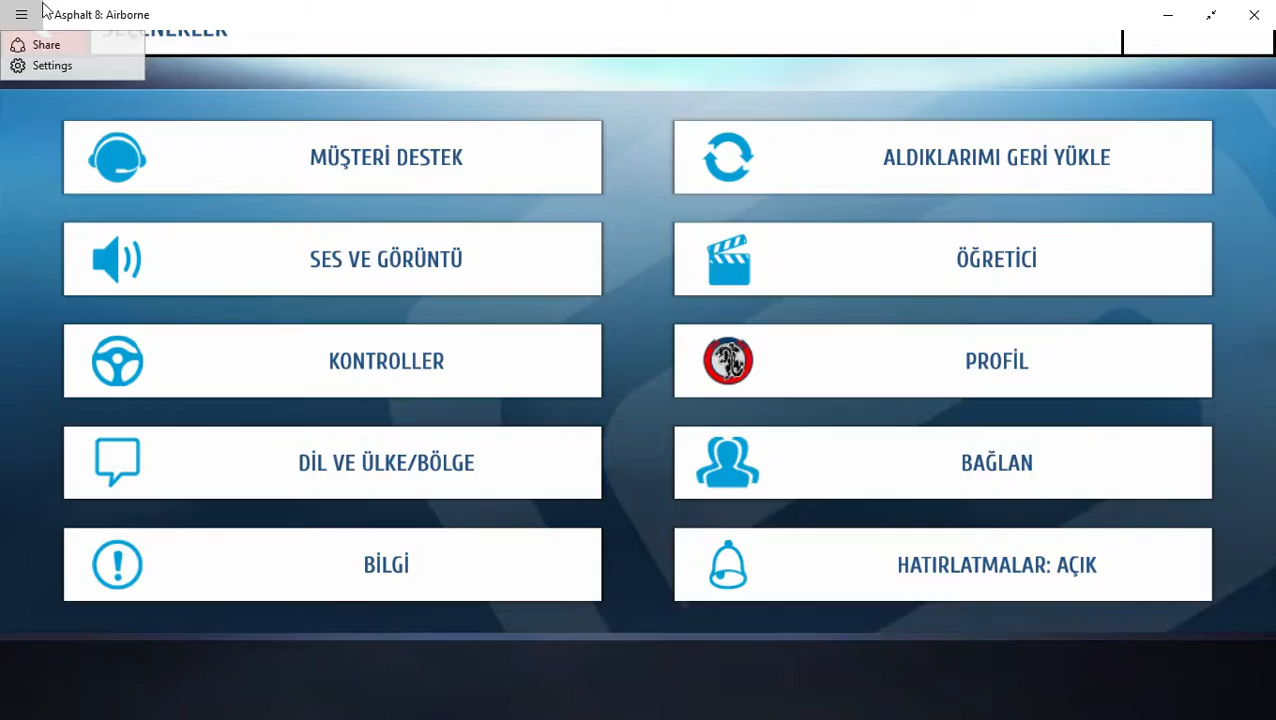 Asphalt 8: Airborne
SEÇENEKLER
Share
Settings
MÜŞTERİ DESTEK
ALDIKLARIMI GERİ YÜKLE
SES VE GÖRÜNTÜ
ÖĞRETİCİ
KONTROLLER
PROFİL
DİL VE ÜLKE/BÖLGE
BAĞLAN
BİLGİ
HATIRLATMALAR: AÇIK